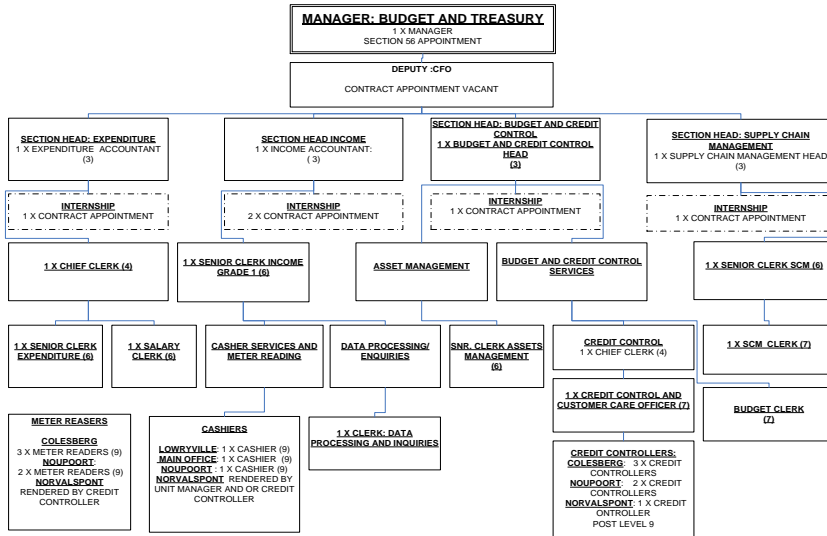 MANAGER: BUDGET AND TREASURY
1 X MANAGER
SECTION 56 APPOINTMENT
DEPUTY :CFO
CONTRACT APPOINTMENT VACANT
SECTION HEAD: EXPENDITURE
1 X EXPENDITURE ACCOUNTANT
(3)
SECTION HEAD INCOME
1 X INCOME ACCOUNTANT:
( 3)
SECTION HEAD: BUDGET AND CREDIT
CONTROL
1 X BUDGET AND CREDIT CONTROL
HEAD
(3)
SECTION HEAD: SUPPLY CHAIN
MANAGEMENT
1 X SUPPLY CHAIN MANAGEMENT HEAD
(3)
INTERNSHIP
1 X CONTRACT APPOINTMENT
INTERNSHIP
2 X CONTRACT APPOINTMENT
INTERNSHIP
1 X CONTRACT APPOINTMENT
INTERNSHIP
1 X CONTRACT APPOINTMENT
1 X CHIEF CLERK (4)
1 X SENIOR CLERK INCOME
GRADE 1 (6)
ASSET MANAGEMENT
BUDGET AND CREDIT CONTROL
SERVICES
1 X SENIOR CLERK SCM (6)
1 X SENIOR CLERK
EXPENDITURE (6)
1 X SALARY
CLERK (6)
CASHER SERVICES AND
METER READING
DATA PROCESSING/
ENQUIRIES
SNR. CLERK ASSETS
MANAGEMENT
(6)
CREDIT CONTROL
1 X CHIEF CLERK (4)
1 X SCM  CLERK (7)
1 X CREDIT CONTROL AND
CUSTOMER CARE OFFICER (7)
BUDGET CLERK
(7)
METER REASERS
COLESBERG
3 X METER READERS (9)
NOUPOORT:
2 X METER READERS (9)
NORVALSPONT
RENDERED BY CREDIT
CONTROLLER
CASHIERS
LOWRYVILLE: 1 X CASHIER (9)
MAIN OFFICE: 1 X CASHIER  (9)
NOUPOORT : 1 X CASHIER (9)
NORVALSPONT  RENDERED BY
UNIT MANAGER AND OR CREDIT
CONTROLLER
1 X CLERK: DATA
PROCESSING AND INQUIRIES
CREDIT CONTROLLERS:
COLESBERG:  3 X CREDIT
CONTROLLERS
NOUPOORT:   2 X CREDIT
CONTROLLERS
NORVALSPONT: 1 X CREDIT
ONTROLLER
POST LEVEL 9